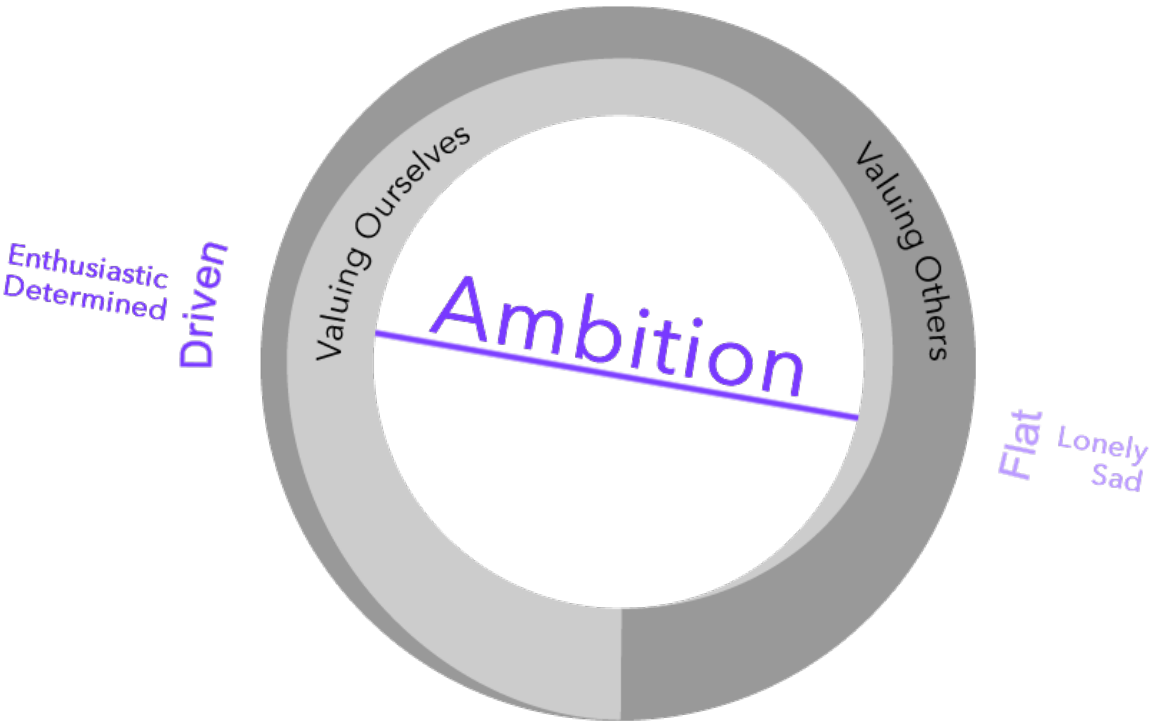 Valuing Ourselves
Valuing Others
Enthusiastic
Determined
Driven
Ambition
Flat
Lonely
Sad